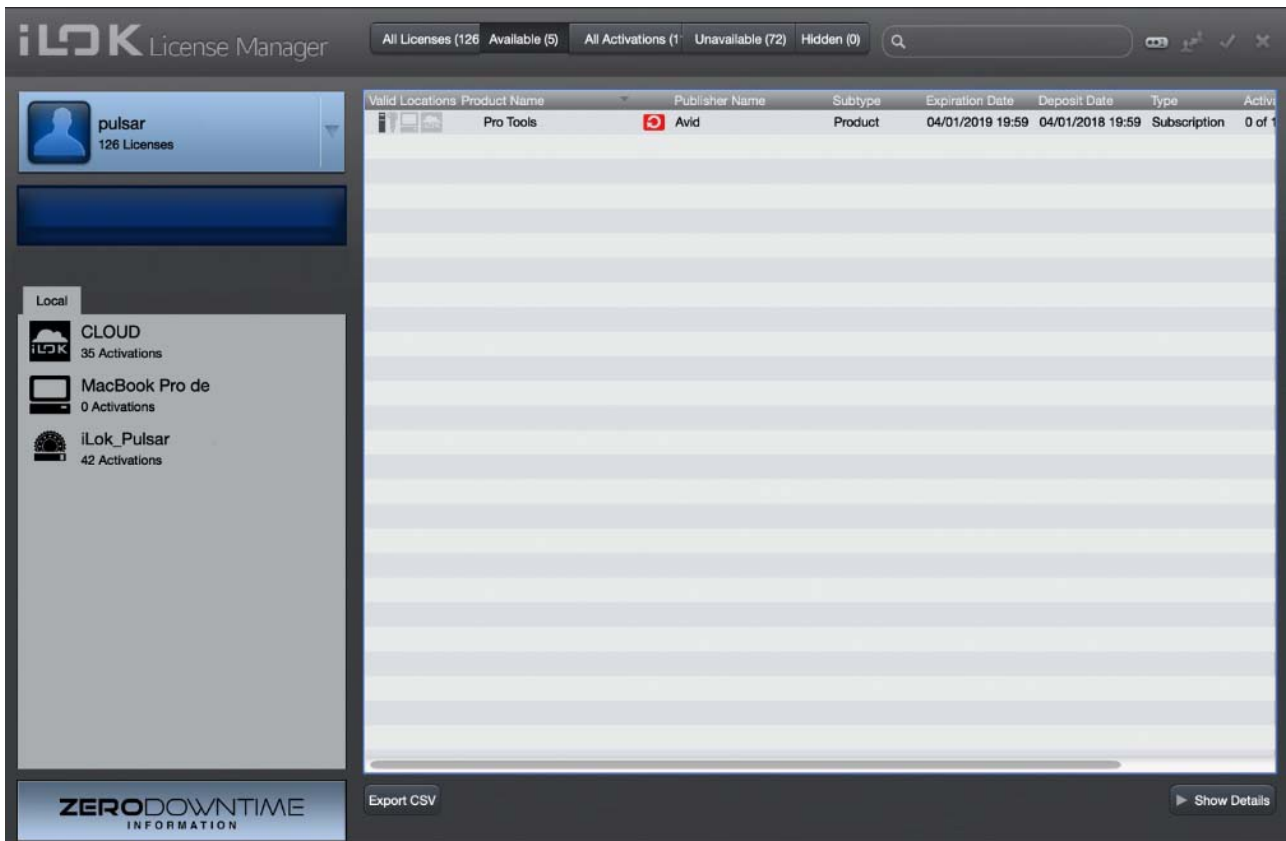 iLOK License Manager
All Licenses (126 Available (5) All Activations (1 Unavailable (72) Hidden (0)
pulsar
126 Licenses
Valid Locations Product Name Publisher Name Subtype Expiration Date Deposit Date Type Activa
Pro Tools Avid Product 04/01/2019 19:59 04/01/2018 19:59 Subscription 0 of 1
Local
iLOK
CLOUD
35 Activations
MacBook Pro de
0 Activations
iLok_Pulsar
42 Activations
ZERODOWNTIME
INFORMATION
Export CSV
Show Details